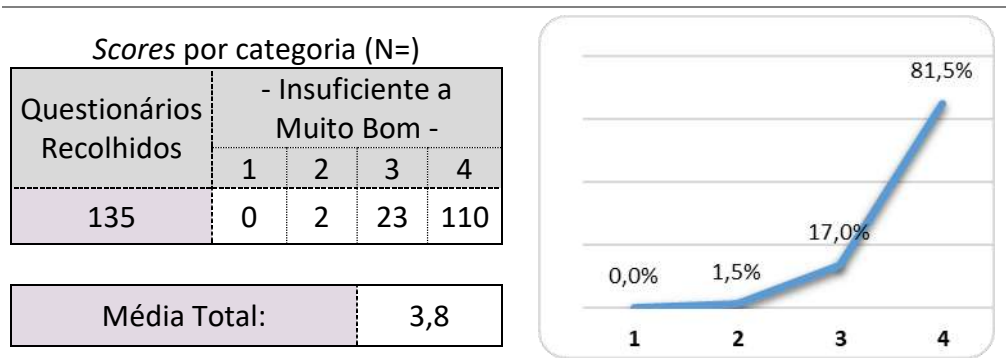 Scores por categoria (N=)
Questionários
Recolhidos
- Insuficiente a
Muito Bom -
1 2 3 4
135 0 2 23 110
Média Total: 3,8
81,5%
17,0%
0,0% 1,5%
1 2 3 4